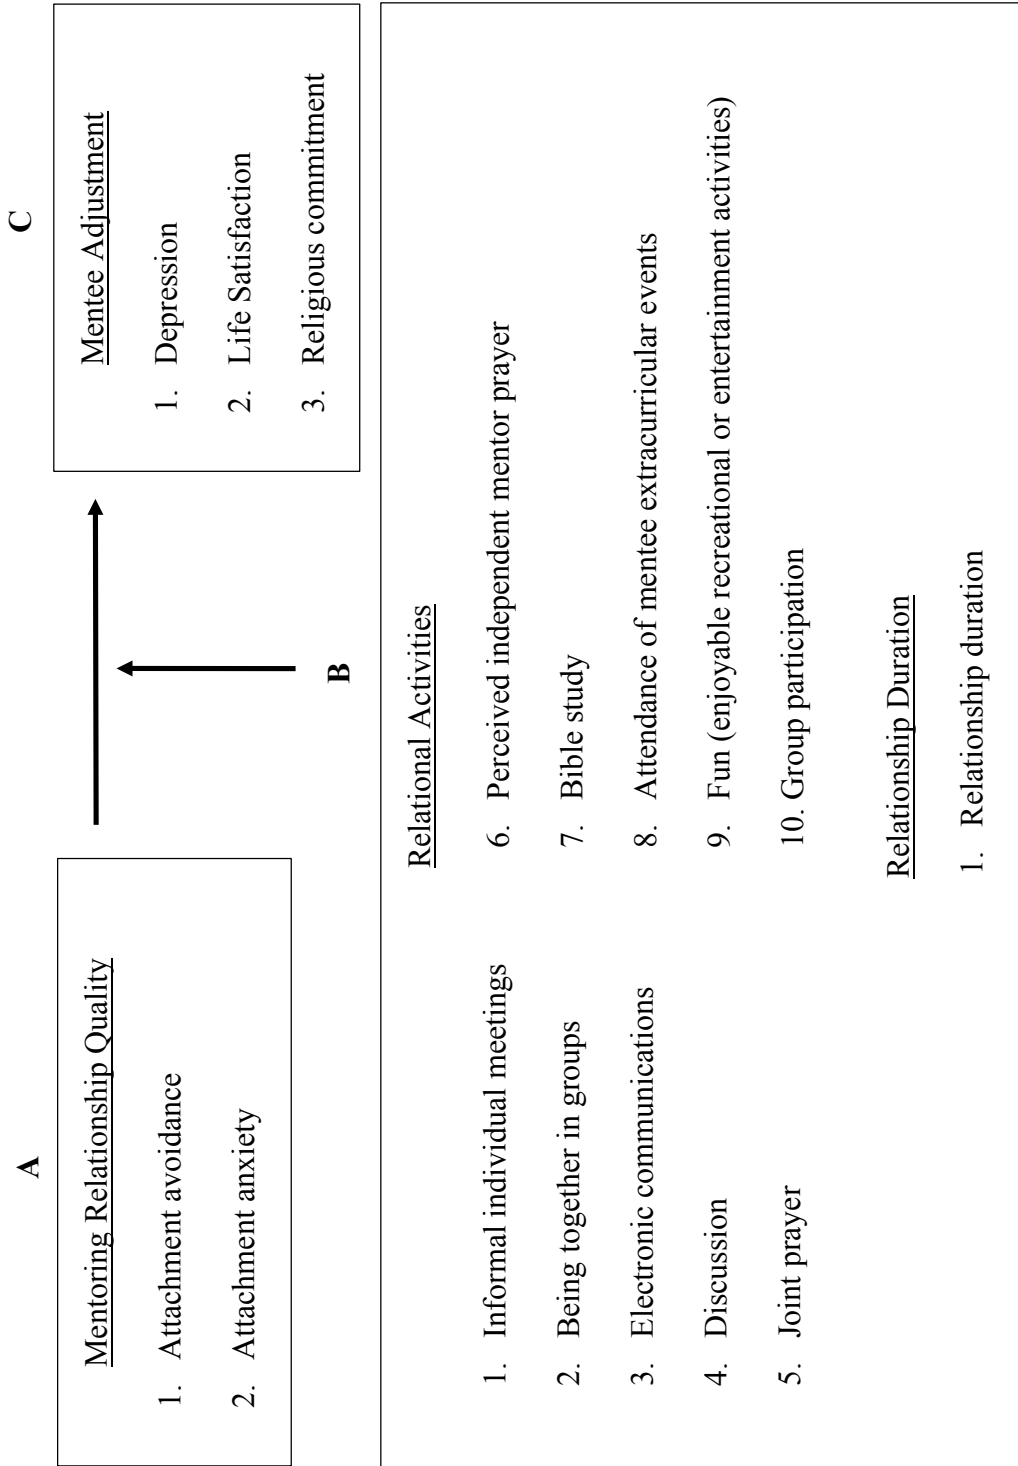 A
Mentoring Relationship Quality
1. Attachment avoidance
2. Attachment anxiety
C
Mentee Adjustment
1. Depression
2. Life Satisfaction
3. Religious commitment
B
Relational Activities
1. Informal individual meetings
2. Being together in groups
3. Electronic communications
4. Discussion
5. Joint prayer
6. Perceived independent mentor prayer
7. Bible study
8. Attendance of mentee extracurricular events
9. Fun (enjoyable recreational or entertainment activities)
10. Group participation
Relationship Duration
1. Relationship duration